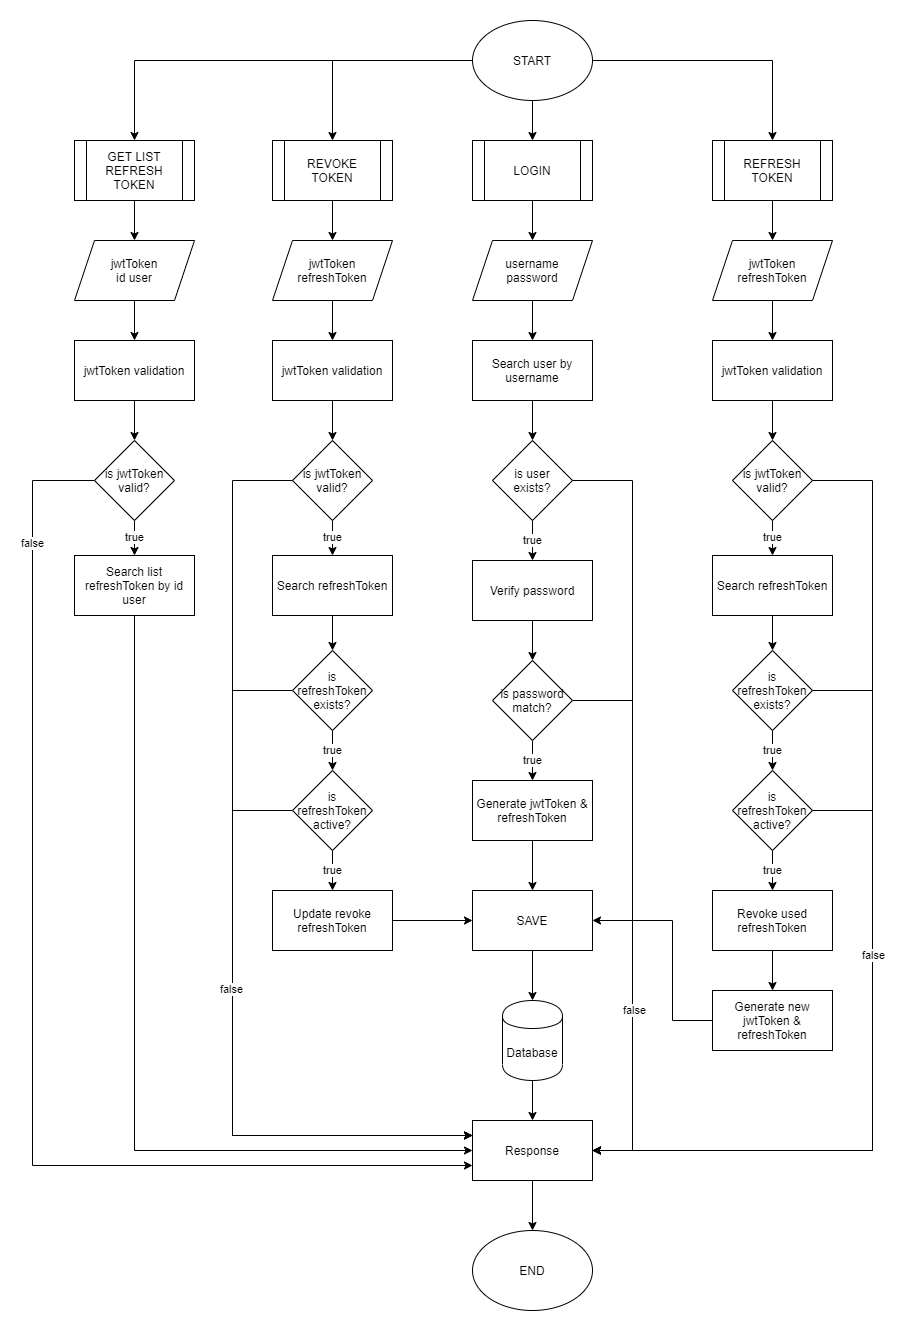 START
GET LIST
REFRESH
TOKEN
REVOKE
TOKEN
LOGIN
REFRESH
TOKEN
jwtToken
id user
jwtToken
refreshToken
username
password
jwtToken
refreshToken
jwtToken validation
jwtToken validation
Search user by
username
jwtToken validation
is jwtToken
valid?
is jwtToken
valid?
is user
exists?
is jwtToken
valid?
false
true
true
true
true
Search list
refreshToken by id
user
Search refreshToken
Verify password
Search refreshToken
is
refreshToken
exists?
is password
match?
is
refreshToken
exists?
true
true
true
is
refreshToken
active?
Generate jwtToken &
refreshToken
is
refreshToken
active?
true
true
Update revoke
refreshToken
SAVE
Revoke used
refreshToken
false
false
false
Generate new
jwtToken &
refreshToken
Database
Response
END